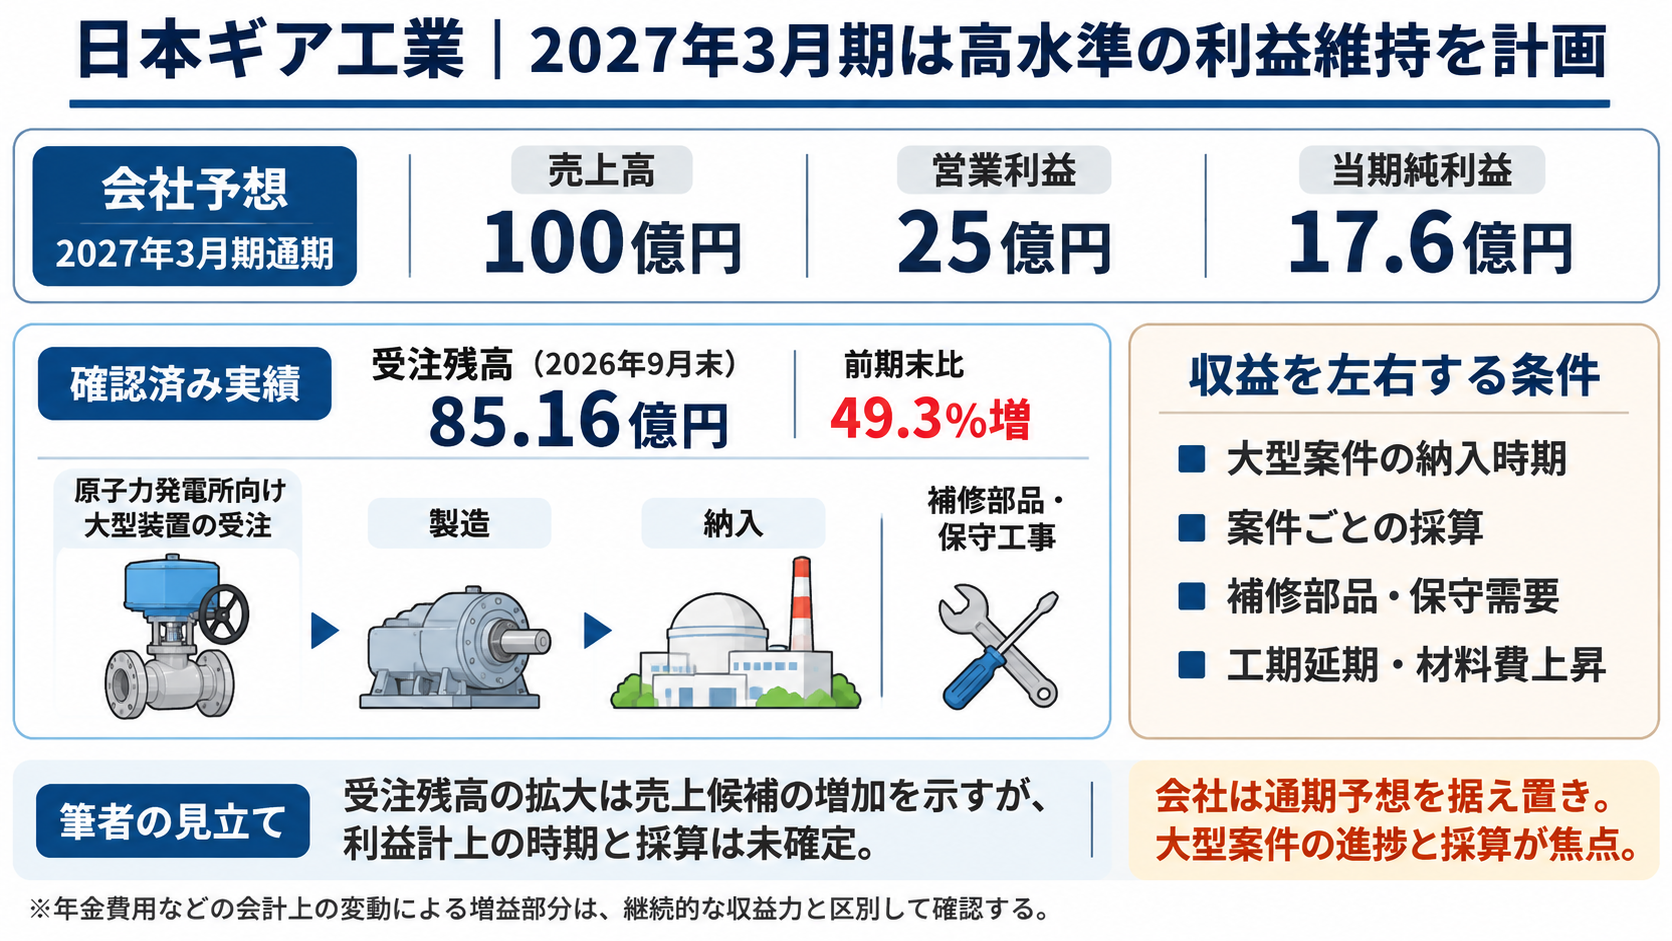 日本ギア工業｜2027年3月期は高水準の利益維持を計画
会社予想
2027年3月期通期
売上高
100億円
営業利益
25億円
当期純利益
17.6億円
確認済み実績
受注残高（2026年9月末）
85.16億円
前期末比
49.3%増
原子力発電所向け
大型装置の受注
製造
納入
補修部品・
保守工事
収益を左右する条件
大型案件の納入時期
案件ごとの採算
補修部品・保守需要
工期延期・材料費上昇
筆者の見立て
受注残高の拡大は売上候補の増加を示すが、
利益計上の時期と採算は未確定。
会社は通期予想を据え置き。
大型案件の進捗と採算が焦点。
※年金費用などの会計上の変動による増益部分は、継続的な収益力と区別して確認する。